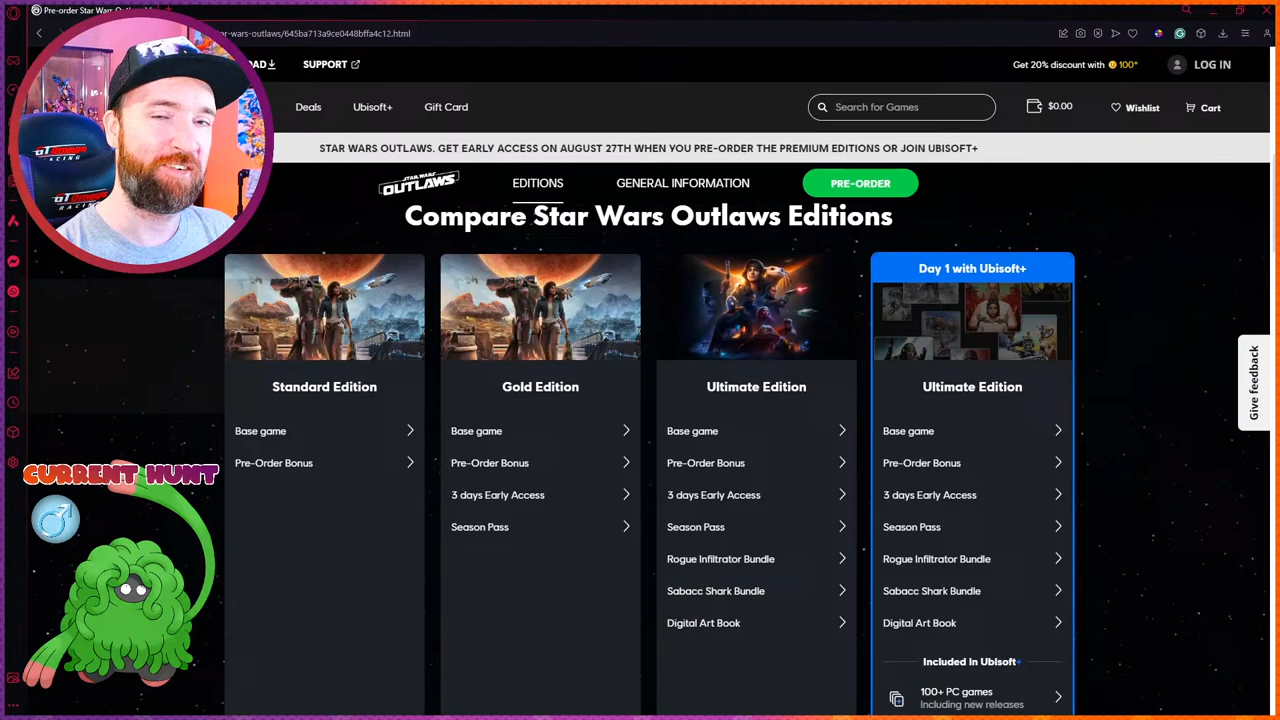 Pre-order Star Wars Outl
ar-wars-outlaws/645ba713a9ce0448bffa4c12.html
OAD
SUPPORT
Get 20% discount with 100*
LOG IN
Deals
Ubisoft+
Gift Card
Search for Games
$0.00
Wishlist
Cart
STAR WARS OUTLAWS. GET EARLY ACCESS ON AUGUST 27TH WHEN YOU PRE-ORDER THE PREMIUM EDITIONS OR JOIN UBISOFT+
STAR WARS
OUTLAWS
EDITIONS
GENERAL INFORMATION
PRE-ORDER
Compare Star Wars Outlaws Editions
Standard Edition
Base game
Pre-Order Bonus
Gold Edition
Base game
Pre-Order Bonus
3 days Early Access
Season Pass
Ultimate Edition
Base game
Pre-Order Bonus
3 days Early Access
Season Pass
Rogue Infiltrator Bundle
Sabacc Shark Bundle
Digital Art Book
Day 1 with Ubisoft+
Ultimate Edition
Base game
Pre-Order Bonus
3 days Early Access
Season Pass
Rogue Infiltrator Bundle
Sabacc Shark Bundle
Digital Art Book
Included in Ubisoft+
100+ PC games
Including new releases
Give feedback
GT
RACING
GT
RACING
CURRENT HUNT